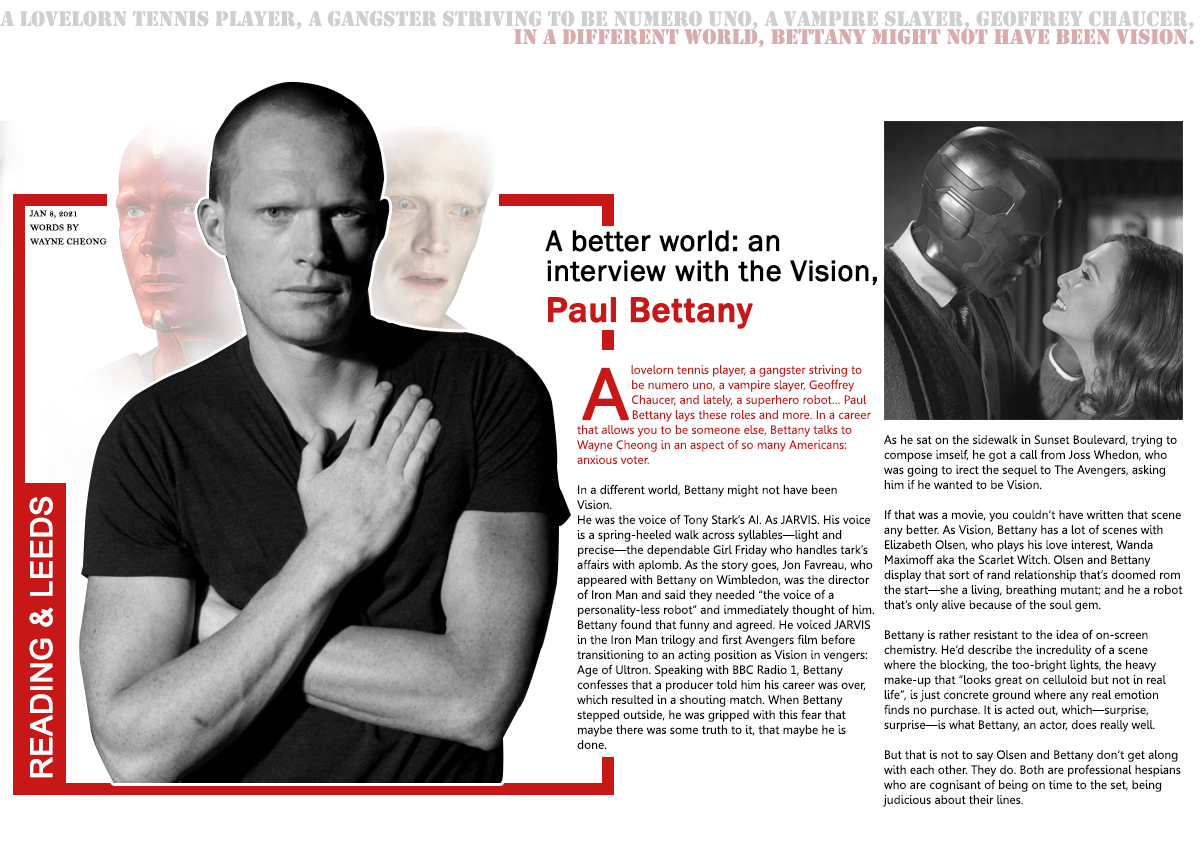 A LOVELORN TENNIS PLAYER, A GANGSTER STRIVING TO BE NUMERO UNO, A VAMPIRE SLAYER, GEOFFREY CHAUCER,
IN A DIFFERENT WORLD, BETTANY MIGHT NOT HAVE BEEN VISION.
JAN 8, 2021
WORDS BY
WAYNE CHEONG
READING & LEEDS
A better world: an
interview with the Vision,
Paul Bettany
A lovelorn tennis player, a gangster striving to
be numero uno, a vampire slayer, Geoffrey
Chaucer, and lately, a superhero robot... Paul
Bettany lays these roles and more. In a career
that allows you to be someone else, Bettany talks to
Wayne Cheong in an aspect of so many Americans:
anxious voter.
In a different world, Bettany might not have been
Vision.
He was the voice of Tony Stark's AI. As JARVIS. His voice
is a spring-heeled walk across syllables—light and
precise—the dependable Girl Friday who handles tark's
affairs with aplomb. As the story goes, Jon Favreau, who
appeared with Bettany on Wimbledon, was the director
of Iron Man and said they needed “the voice of a
personality-less robot” and immediately thought of him.
Bettany found that funny and agreed. He voiced JARVIS
in the Iron Man trilogy and first Avengers film before
transitioning to an acting position as Vision in vengers:
Age of Ultron. Speaking with BBC Radio 1, Bettany
confesses that a producer told him his career was over,
which resulted in a shouting match. When Bettany
stepped outside, he was gripped with this fear that
maybe there was some truth to it, that maybe he is
done.
As he sat on the sidewalk in Sunset Boulevard, trying to
compose imself, he got a call from Joss Whedon, who
was going to irect the sequel to The Avengers, asking
him if he wanted to be Vision.
If that was a movie, you couldn't have written that scene
any better. As Vision, Bettany has a lot of scenes with
Elizabeth Olsen, who plays his love interest, Wanda
Maximoff aka the Scarlet Witch. Olsen and Bettany
display that sort of rand relationship that's doomed rom
the start—she a living, breathing mutant; and he a robot
that's only alive because of the soul gem.
Bettany is rather resistant to the idea of on-screen
chemistry. He'd describe the incredulity of a scene
where the blocking, the too-bright lights, the heavy
make-up that “looks great on celluloid but not in real
life”, is just concrete ground where any real emotion
finds no purchase. It is acted out, which—surprise,
surprise—is what Bettany, an actor, does really well.
But that is not to say Olsen and Bettany don't get along
with each other. They do. Both are professional hespians
who are cognisant of being on time to the set, being
judicious about their lines.